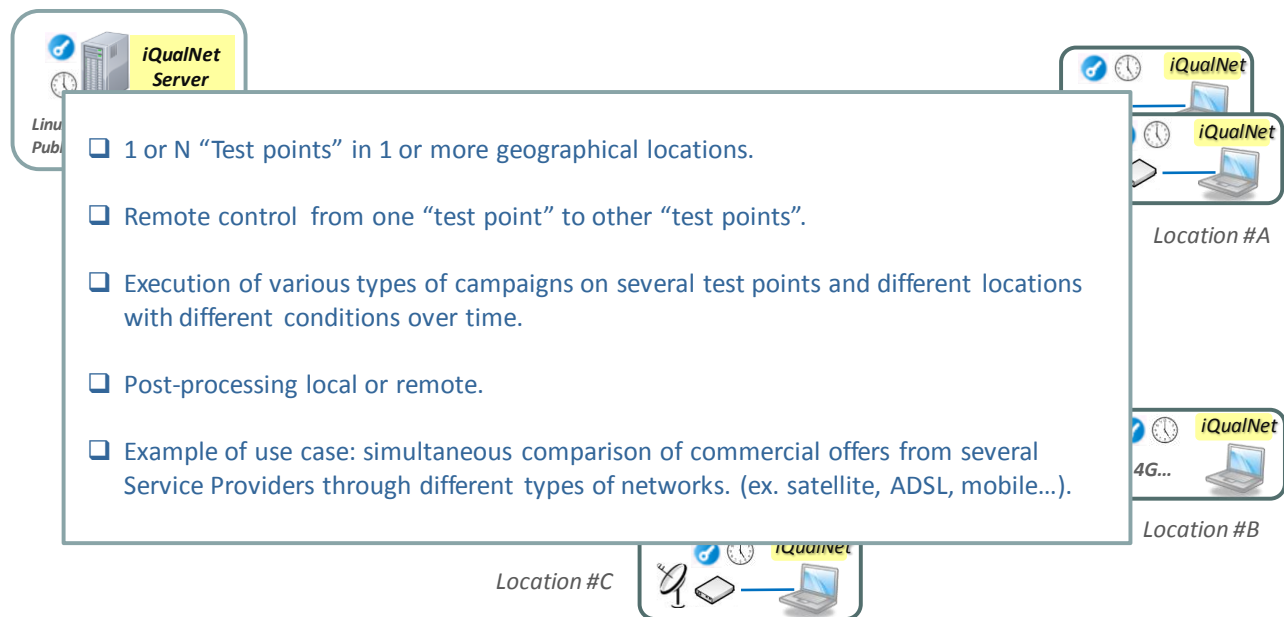 iQualNet
Server
iQualNet
iQualNet
Location #A
❑ 1 or N “Test points” in 1 or more geographical locations.
❑ Remote control from one “test point” to other “test points”.
❑ Execution of various types of campaigns on several test points and different locations
with different conditions over time.
❑ Post-processing local or remote.
❑ Example of use case: simultaneous comparison of commercial offers from several
Service Providers through different types of networks. (ex. satellite, ADSL, mobile…).
iQualNet
4G…
Location #B
iQualNet
Location #C